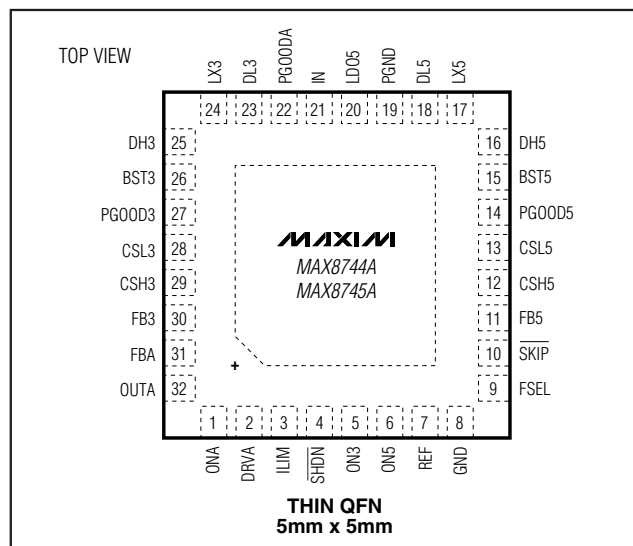 TOP VIEW
LX3
DL3
PGOODA
IN
LDO5
PGND
DL5
LX5
24 23 22 21 20 19 18 17
DH3 25
BST3 26
PGOOD3 27
CSL3 28
CSH3 29
FB3 30
FBA 31
OUTA 32
MAXIM
MAX8744A
MAX8745A
+
16 DH5
15 BST5
14 PGOOD5
13 CSL5
12 CSH5
11 FB5
10 SKIP
9 FSEL
1 2 3 4 5 6 7 8
ONA
DRVA
ILIM
SHDN
ON3
ON5
REF
GND
THIN QFN
5mm x 5mm